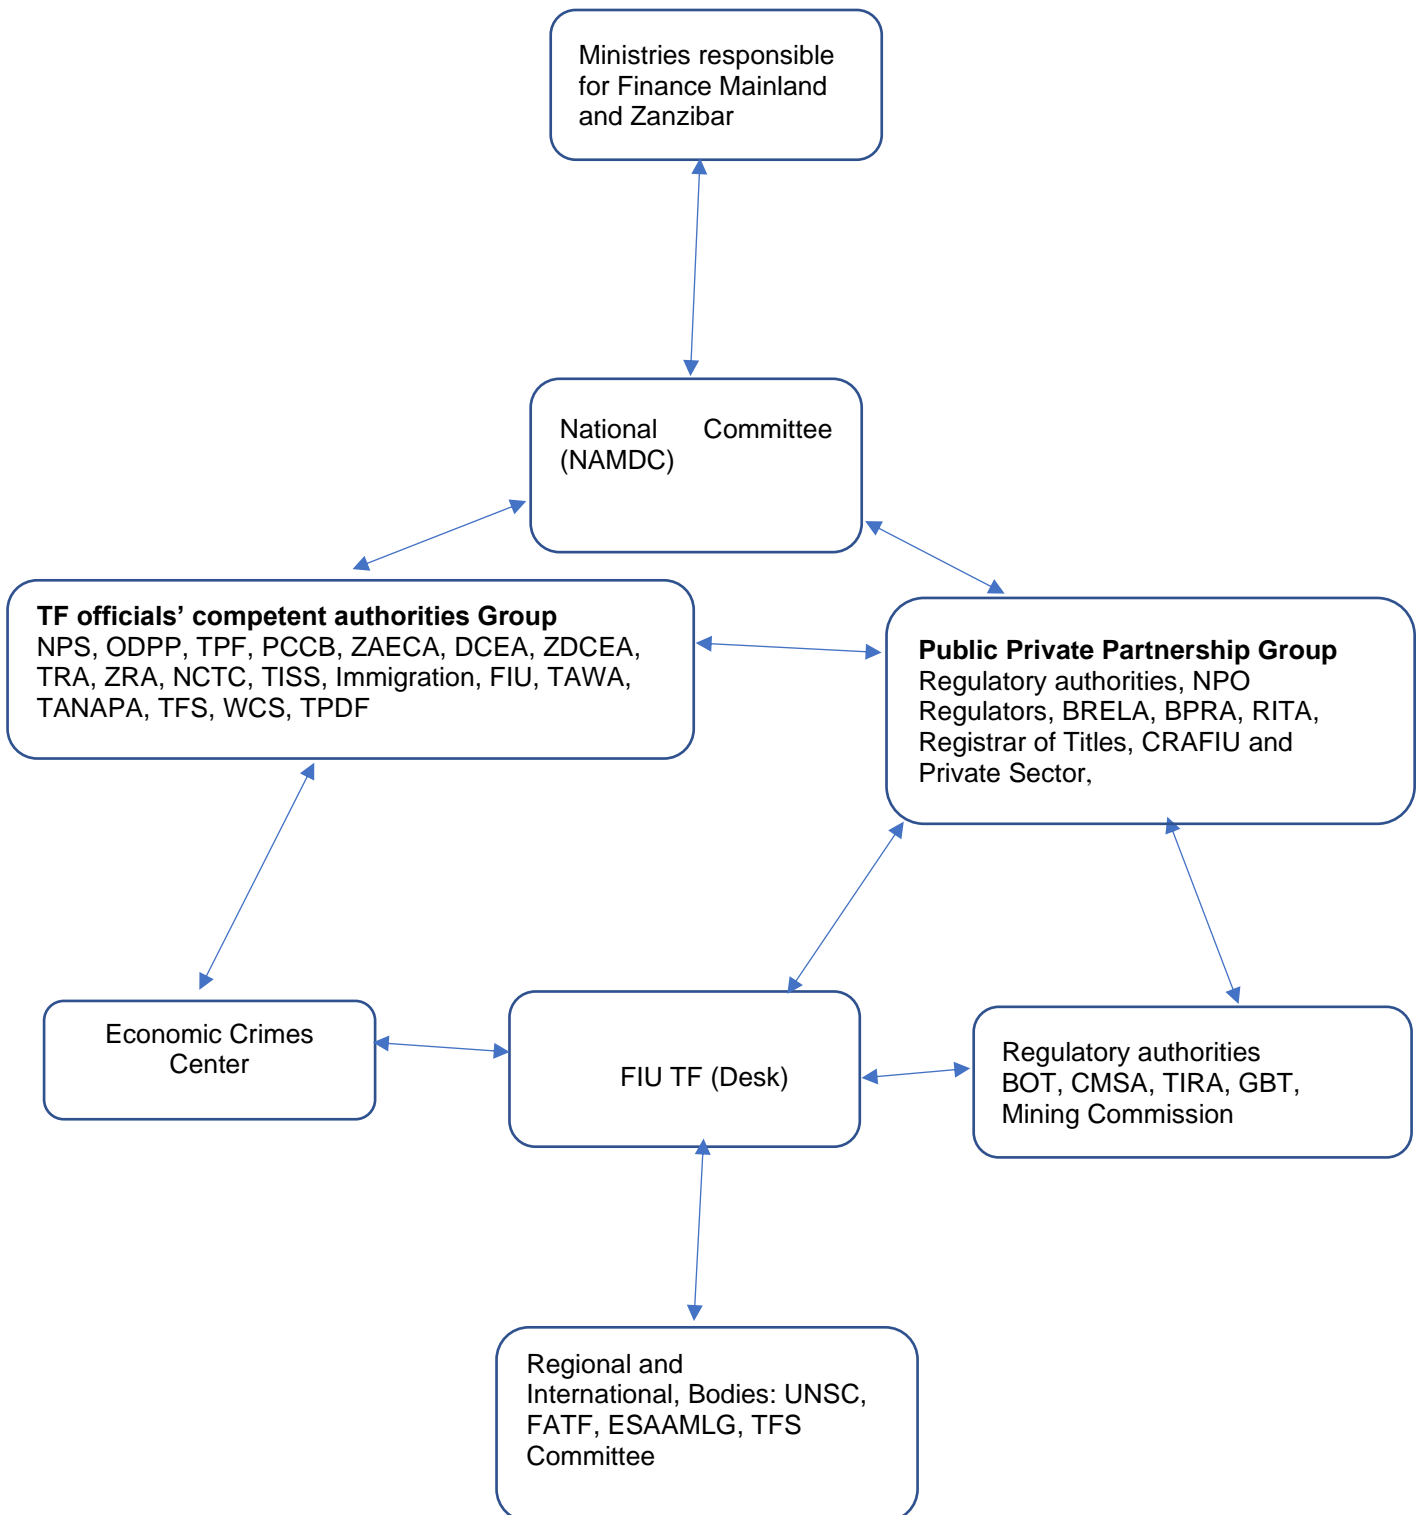 Ministries responsible
for Finance Mainland
and Zanzibar
National Committee
(NAMDC)
TF officials’ competent authorities Group
NPS, ODPP, TPF, PCCB, ZAECA, DCEA, ZDCEA,
TRA, ZRA, NCTC, TISS, Immigration, FIU, TAWA,
TANAPA, TFS, WCS, TPDF
Public Private Partnership Group
Regulatory authorities, NPO
Regulators, BRELA, BPRA, RITA,
Registrar of Titles, CRAFIU and
Private Sector,
Economic Crimes
Center
FIU TF (Desk)
Regulatory authorities
BOT, CMSA, TIRA, GBT,
Mining Commission
Regional and
International, Bodies: UNSC,
FATF, ESAAMLG, TFS
Committee